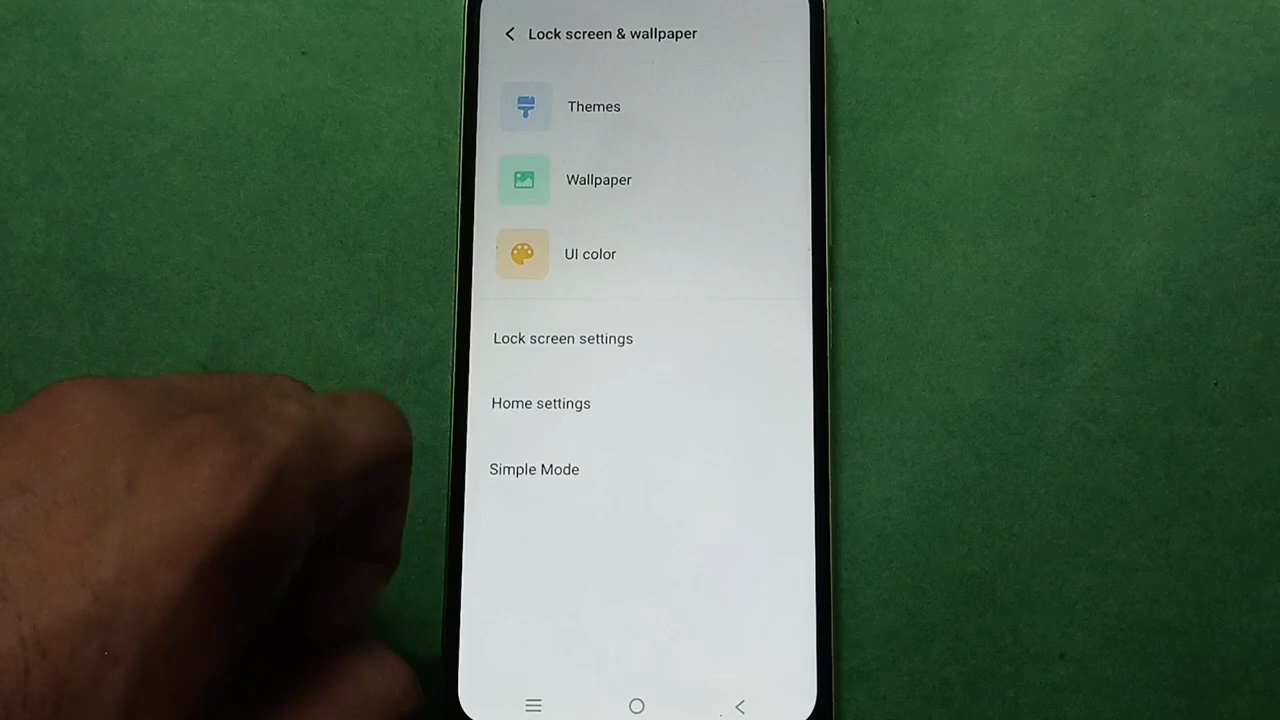 Lock screen & wallpaper
Themes
Wallpaper
UI color
Lock screen settings
Home settings
Simple Mode